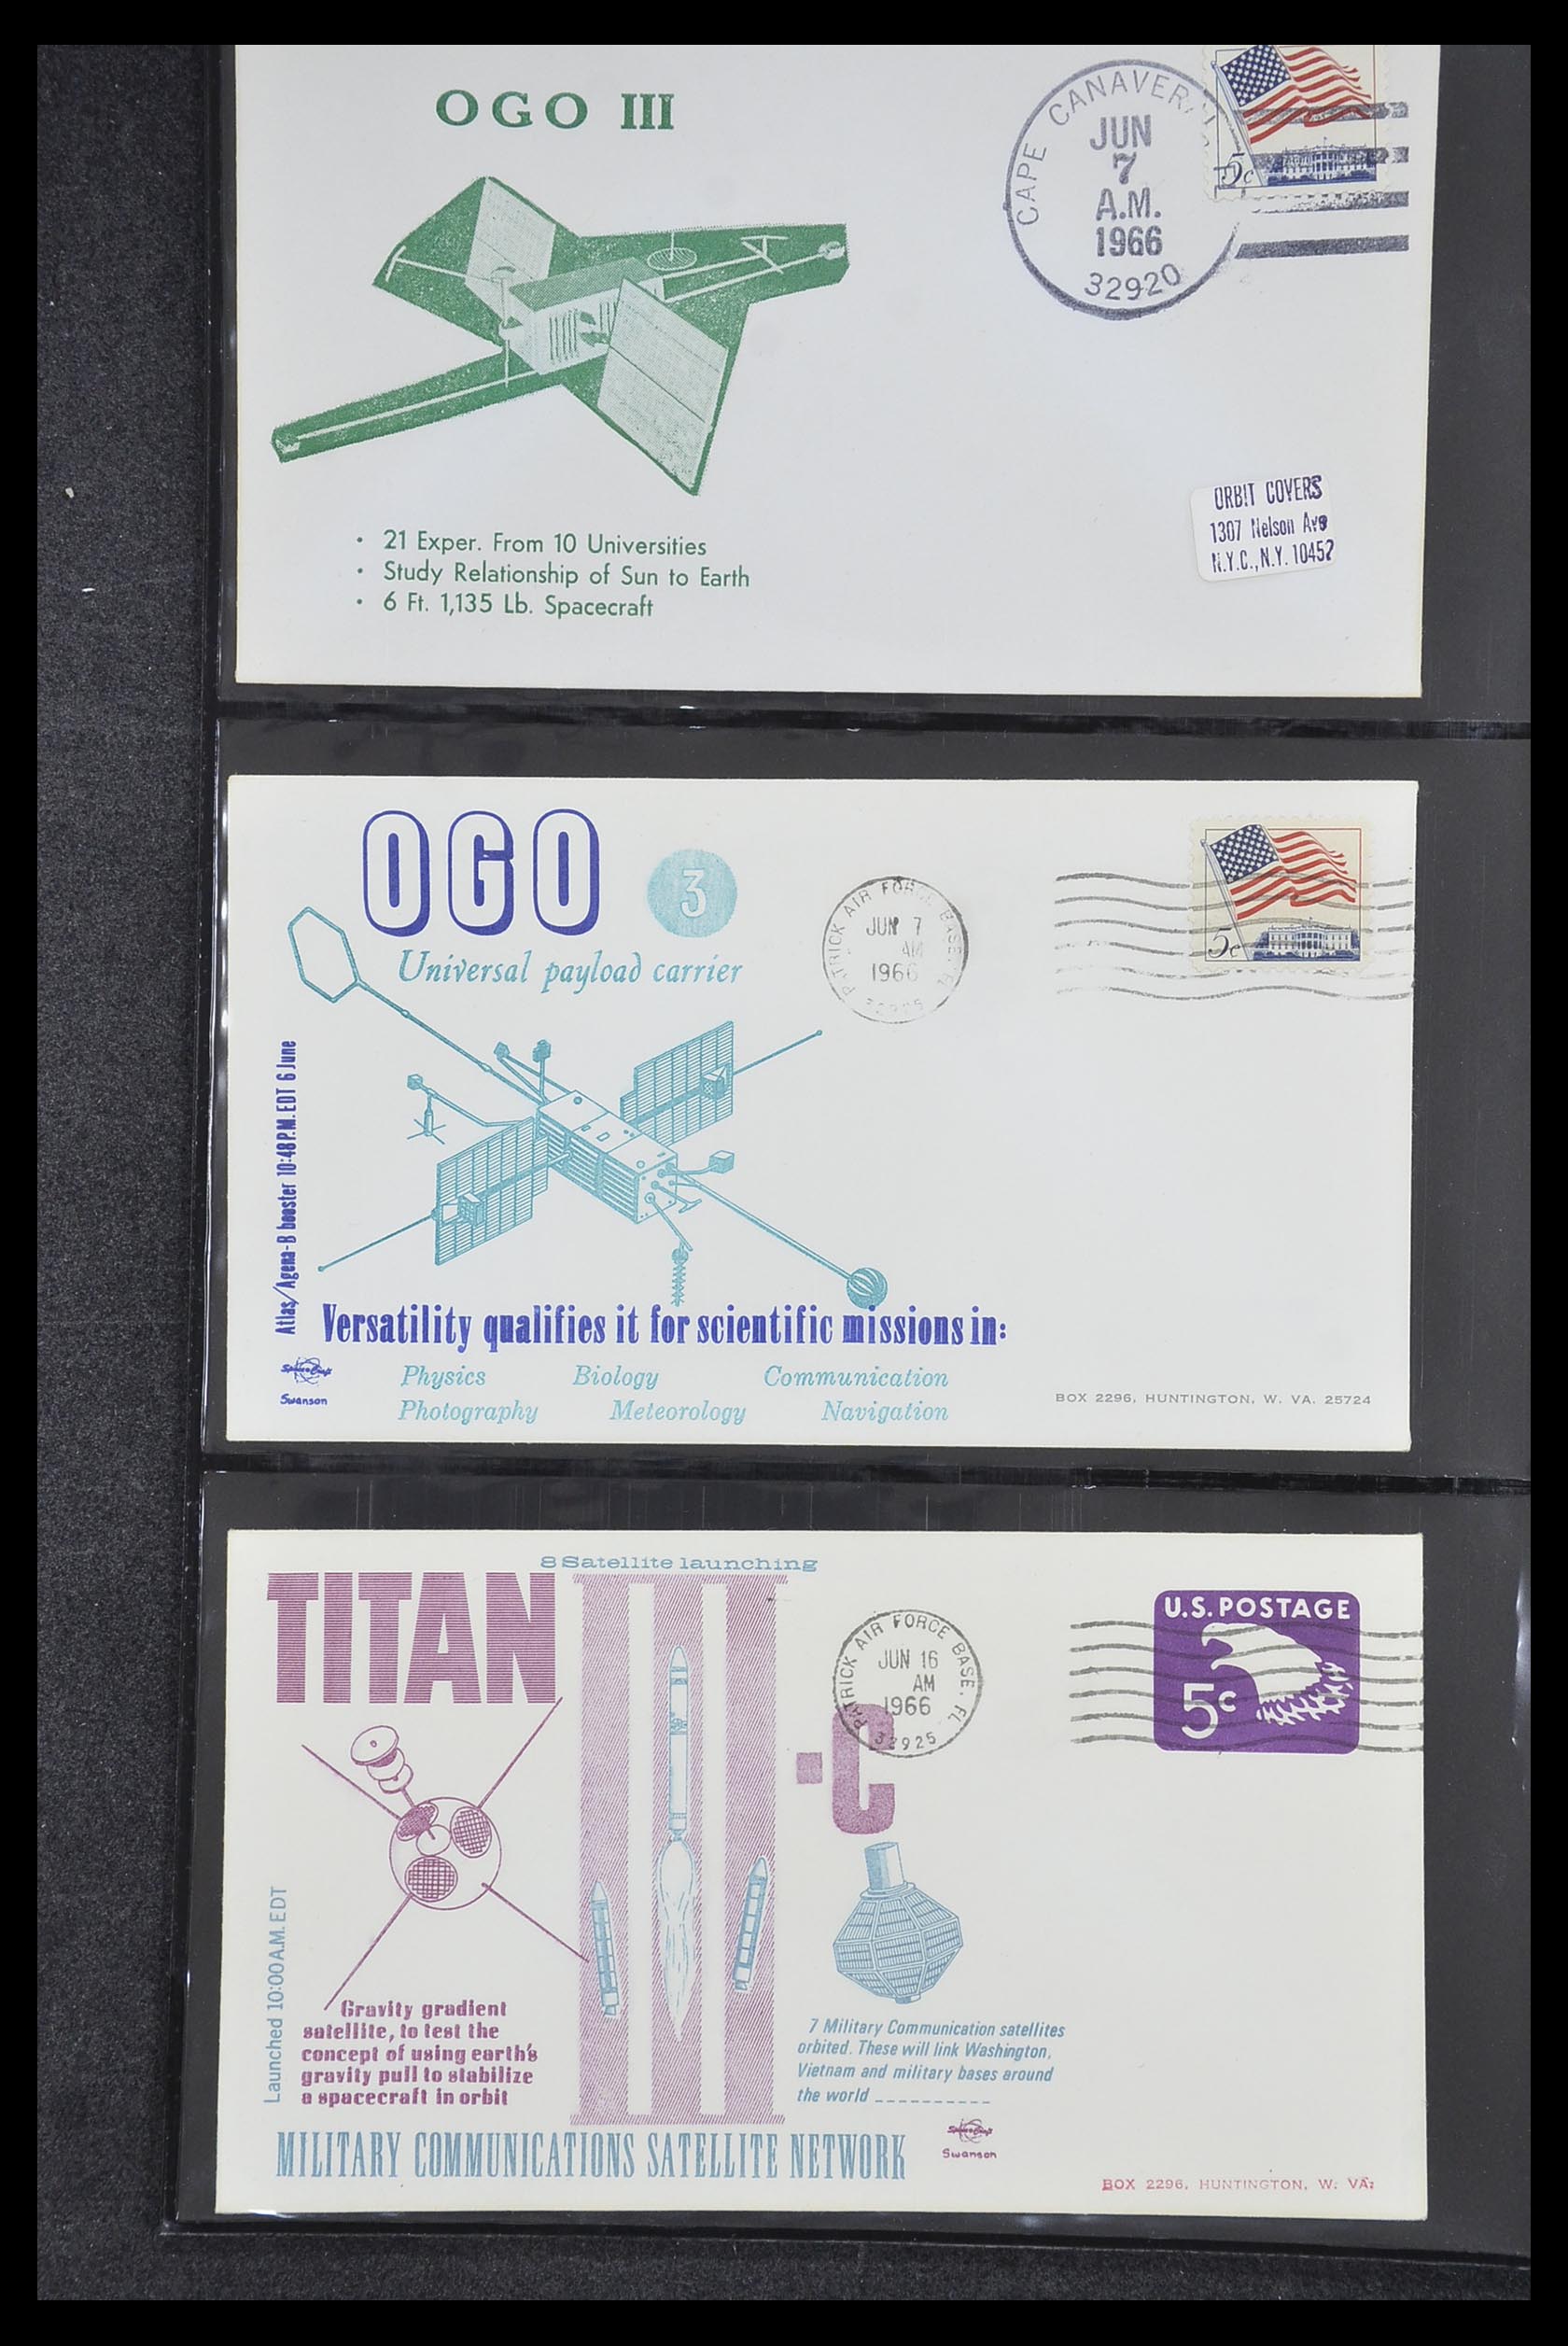 OGO III
CAPE CANAVERAL
JUN
7
A.M.
1966
32920
5c
ORBIT COVERS
1307 Nelson Ave
N.Y.C., N.Y. 10452
• 21 Exper. From 10 Universities
• Study Relationship of Sun to Earth
• 6 Ft. 1,135 Lb. Spacecraft
OGO 3
Universal payload carrier
PATRICK AIR FORCE BASE, FL
JUN 7
AM
1966
5c
Atlas/Agena-B booster 10:48 P.M. EDT 6 June
Versatility qualifies it for scientific missions in:
Physics Biology Communication
Photography Meteorology Navigation
SpaceCraft
Swanson
BOX 2296, HUNTINGTON, W. VA. 25724
8 Satellite launching
TITAN III-C
PATRICK AIR FORCE BASE, FL
JUN 16
AM
1966
32925
U.S. POSTAGE
5c
Launched 10:00 A.M. EDT
Gravity gradient
satellite, to test the
concept of using earth's
gravity pull to stabilize
a spacecraft in orbit
7 Military Communication satellites
orbited. These will link Washington,
Vietnam and military bases around
the world __________
SpaceCraft
Swanson
MILITARY COMMUNICATIONS SATELLITE NETWORK
BOX 2296, HUNTINGTON, W. VA.